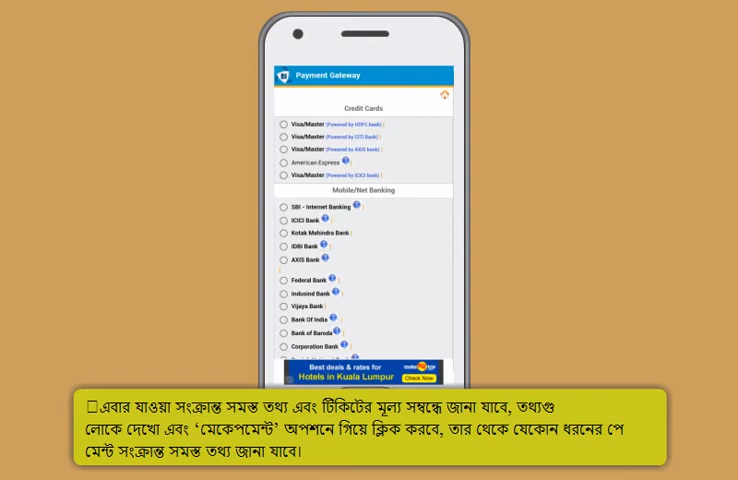 Payment Gateway
Credit Cards
Visa/Master (Powered by HDFC bank) |
Visa/Master (Powered by CITI Bank) |
Visa/Master (Powered by AXIS bank) |
American Express |
Visa/Master (Powered by ICICI bank) |
Mobile/Net Banking
SBI - Internet Banking |
ICICI Bank |
Kotak Mahindra Bank |
IDBI Bank |
AXIS Bank
|
Federal Bank |
Indusind Bank |
Vijaya Bank |
Bank Of India |
Bank of Baroda |
Corporation Bank |
Best deals & rates for
Hotels in Kuala Lumpur
make my trip
Check Now
এবার যাওয়া সংক্রান্ত সমস্ত তথ্য এবং টিকিটের মূল্য সম্বন্ধে জানা যাবে, তথ্যগু
লোকে দেখো এবং ‘মেকেপমেন্ট’ অপশনে গিয়ে ক্লিক করবে, তার থেকে যেকোন ধরনের পে
মেন্ট সংক্রান্ত সমস্ত তথ্য জানা যাবে।